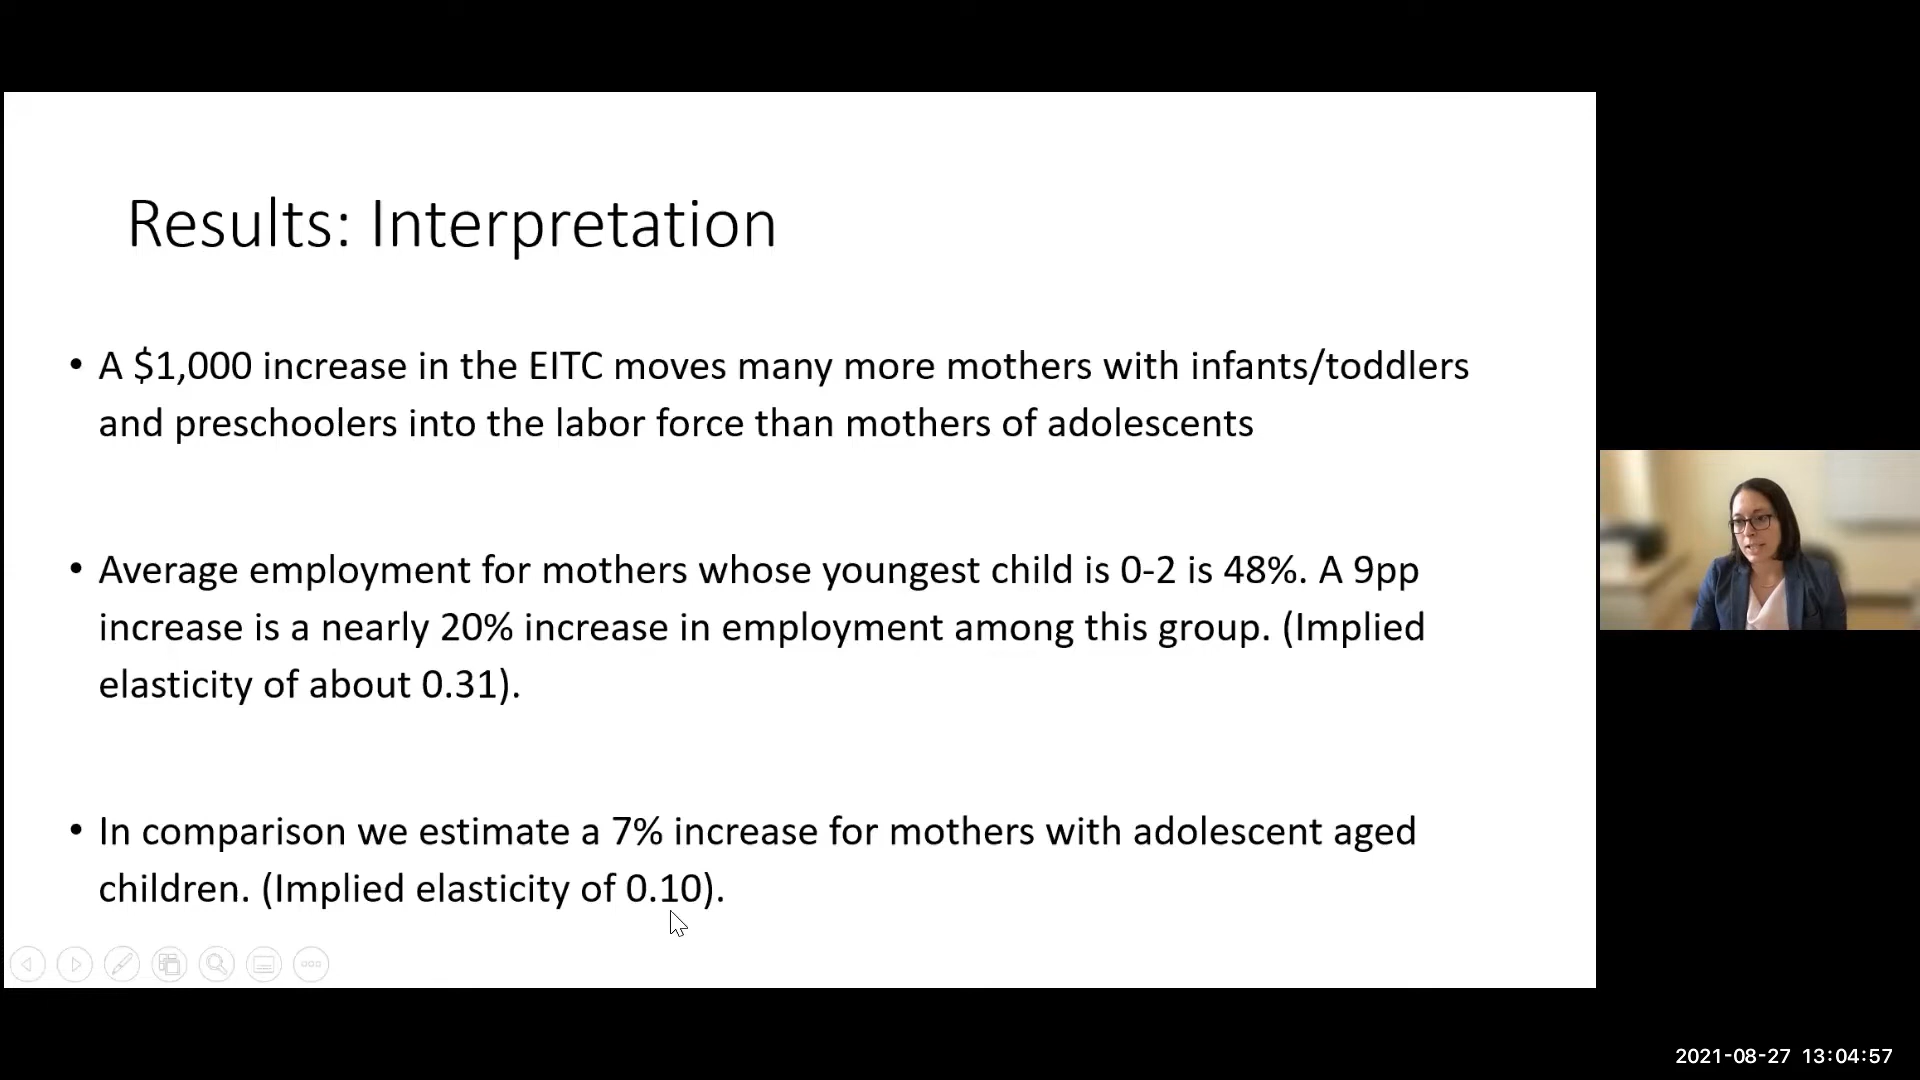 Results: Interpretation
• A $1,000 increase in the EITC moves many more mothers with infants/toddlers
and preschoolers into the labor force than mothers of adolescents
• Average employment for mothers whose youngest child is 0-2 is 48%. A 9pp
increase is a nearly 20% increase in employment among this group. (Implied
elasticity of about 0.31).
• In comparison we estimate a 7% increase for mothers with adolescent aged
children. (Implied elasticity of 0.10).
2021-08-27 13:04:57